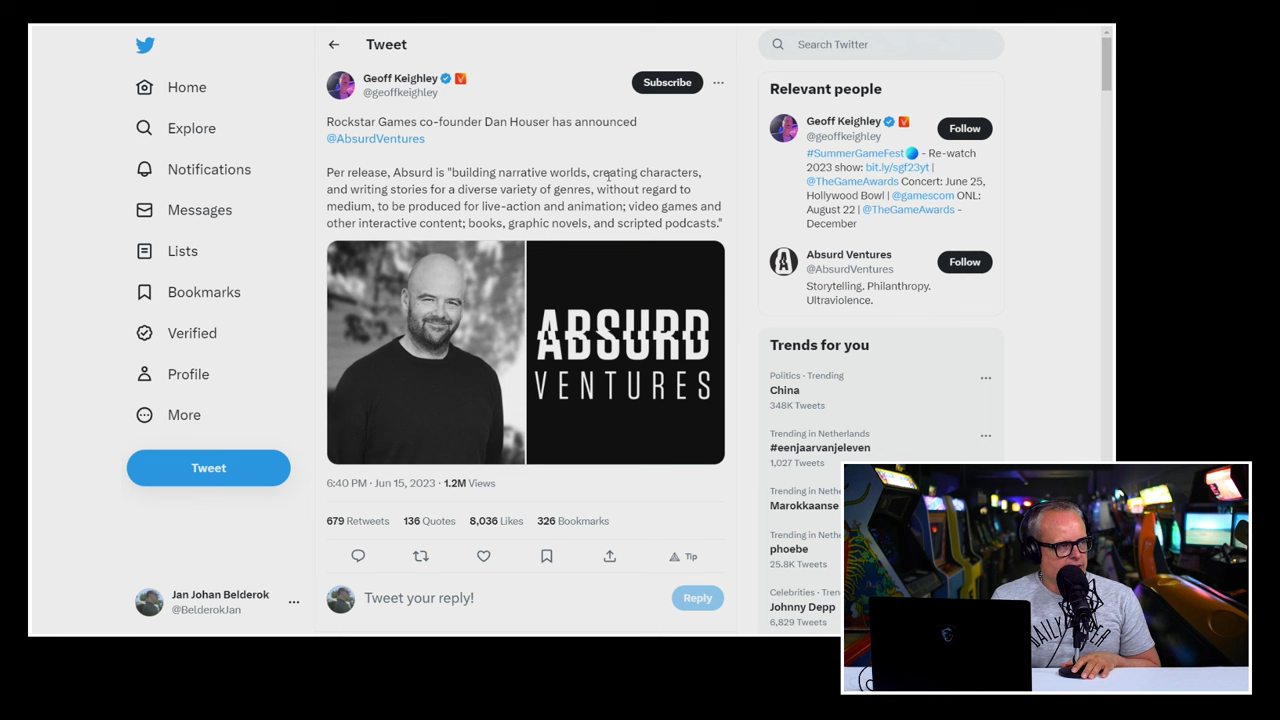 Home
Explore
Notifications
Messages
Lists
Bookmarks
Verified
Profile
More
Tweet
Jan Johan Belderok
@BelderokJan
Tweet
Geoff Keighley
@geoffkeighley
Subscribe
Rockstar Games co-founder Dan Houser has announced
@AbsurdVentures
Per release, Absurd is "building narrative worlds, creating characters,
and writing stories for a diverse variety of genres, without regard to
medium, to be produced for live-action and animation; video games and
other interactive content; books, graphic novels, and scripted podcasts."
ABSURD
VENTURES
6:40 PM · Jun 15, 2023 · 1.2M Views
679 Retweets 136 Quotes 8,036 Likes 326 Bookmarks
Tip
Tweet your reply!
Reply
Search Twitter
Relevant people
Geoff Keighley
@geoffkeighley
Follow
#SummerGameFest - Re-watch
2023 show: bit.ly/sgf23yt |
@TheGameAwards Concert: June 25,
Hollywood Bowl | @gamescom ONL:
August 22 | @TheGameAwards -
December
Absurd Ventures
@AbsurdVentures
Follow
Storytelling. Philanthropy.
Ultraviolence.
Trends for you
Politics · Trending
China
348K Tweets
Trending in Netherlands
#eenjaarvanjeleven
1,027 Tweets
Trending in Nethe
Marokkaanse
Trending in Nethe
phoebe
25.8K Tweets
Celebrities · Tren
Johnny Depp
6,829 Tweets